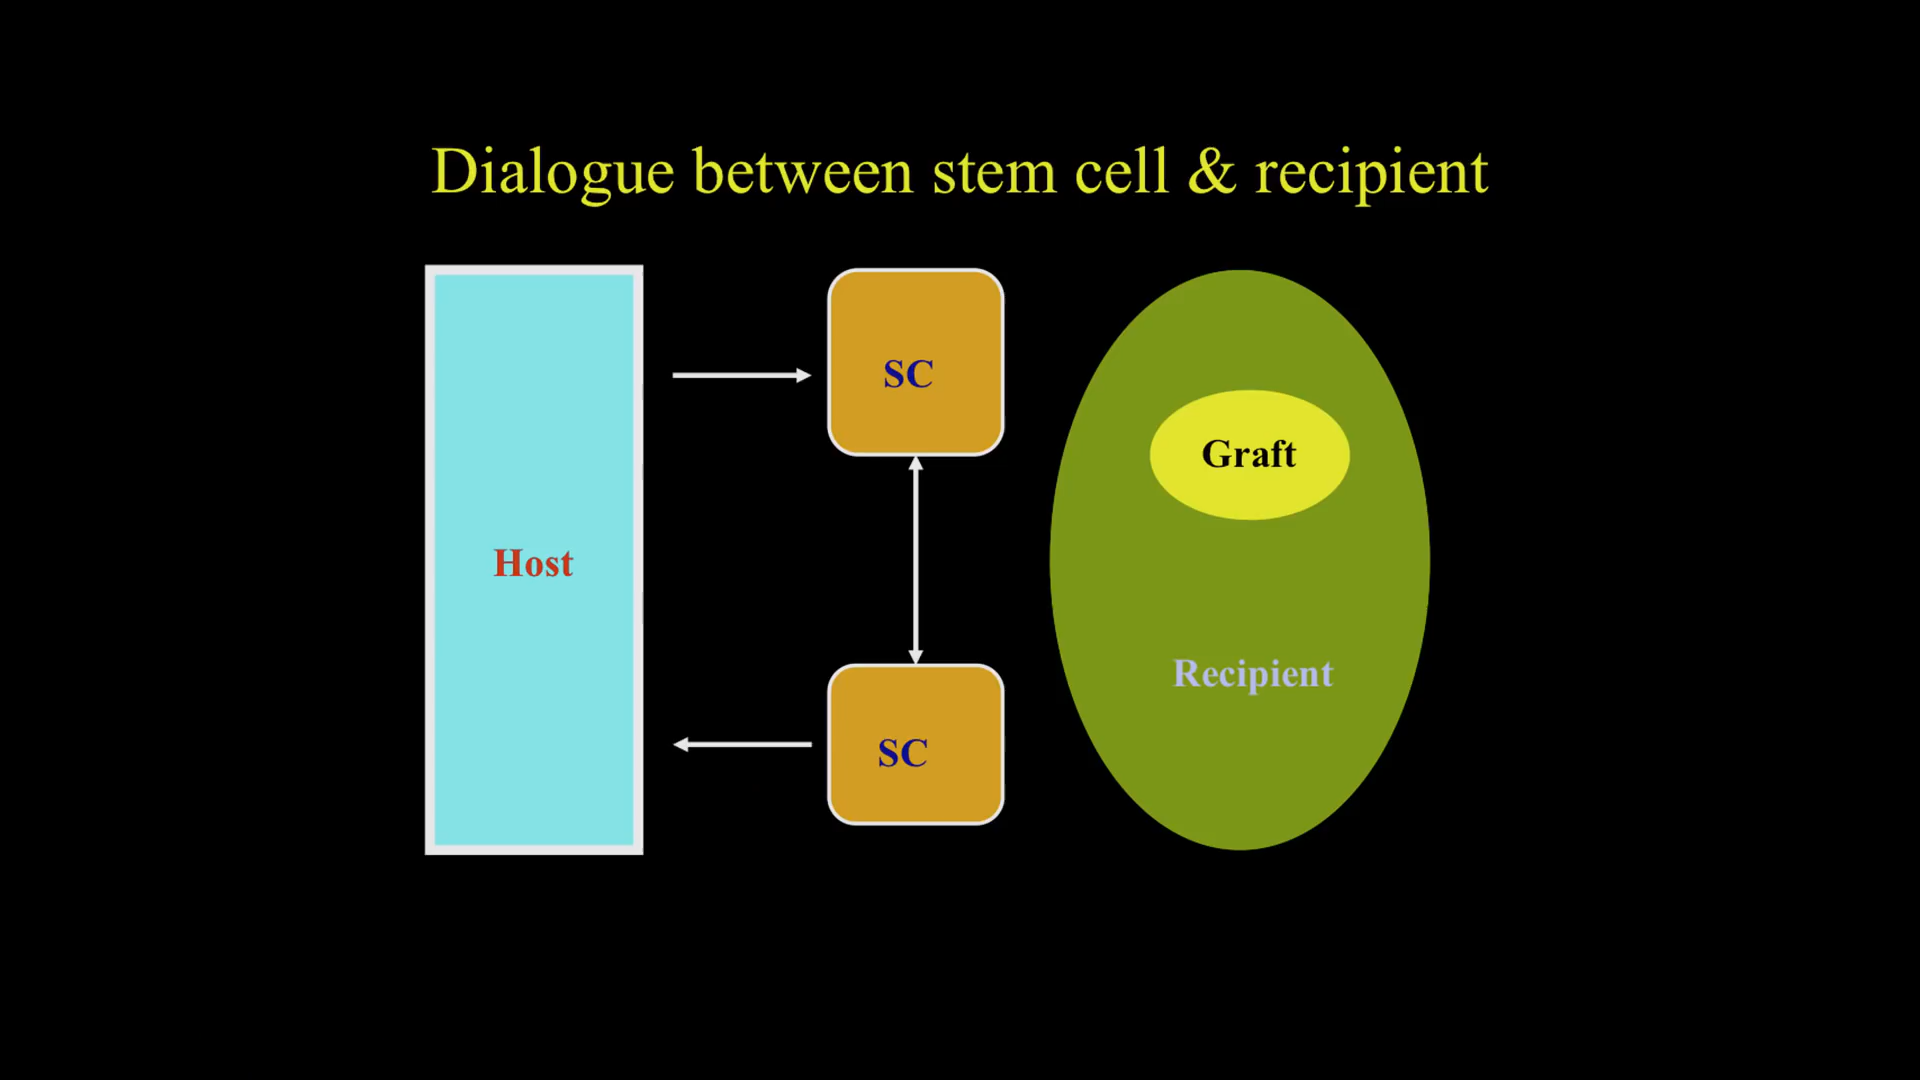 Dialogue between stem cell & recipient
SC
Graft
Host
Recipient
SC